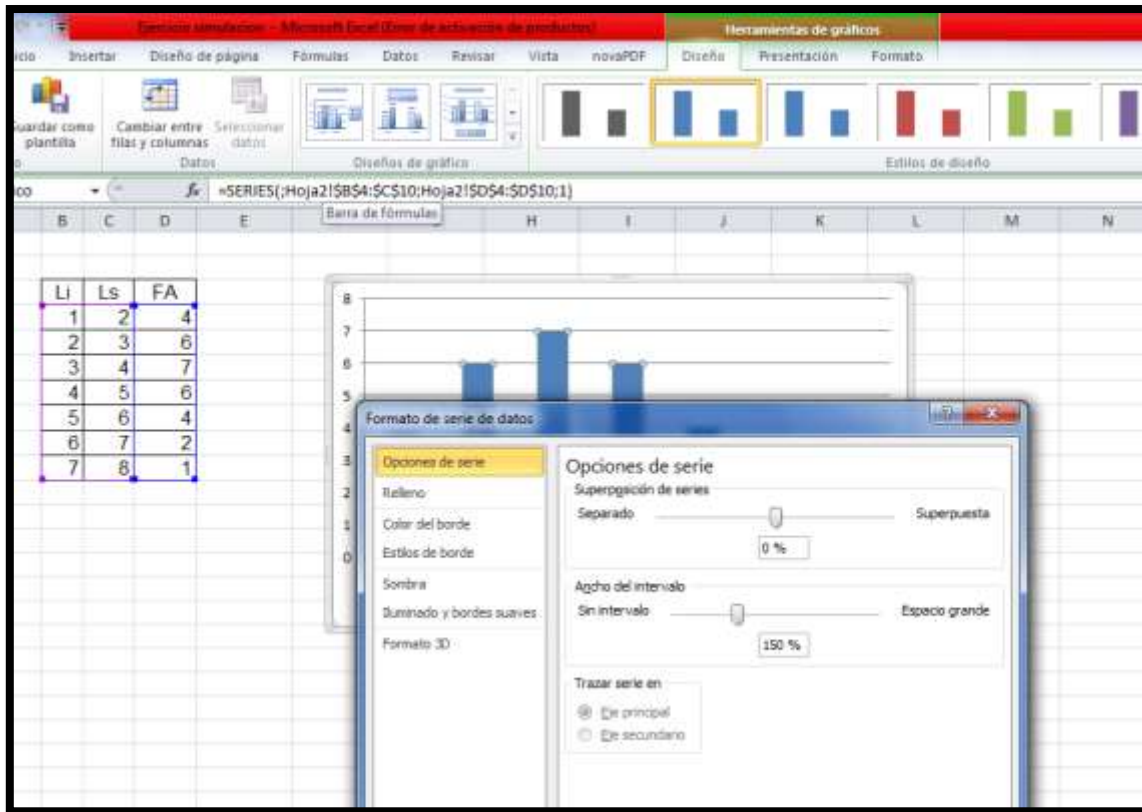 Ejercicio simulacion - Microsoft Excel (Error de activación de productos)
Herramientas de gráficos
icio Insertar Diseño de página Fórmulas Datos Revisar Vista novaPDF Diseño Presentación Formato
uardar como plantilla
Cambiar entre filas y columnas
Seleccionar datos
Datos
Diseños de gráfico
Estilos de diseño
ico
fx =SERIES(;Hoja2!$B$4:$C$10;Hoja2!$D$4:$D$10;1)
Barra de fórmulas
B C D E H I J K L M N
Li Ls FA
1 2 4
2 3 6
3 4 7
4 5 6
5 6 4
6 7 2
7 8 1
8
7
6
5
4
3
2
1
0
Formato de serie de datos
Opciones de serie
Relleno
Color del borde
Estilos de borde
Sombra
Iluminado y bordes suaves
Formato 3D
Opciones de serie
Superposición de series
Separado Superpuesta
0 %
Ancho del intervalo
Sin intervalo Espacio grande
150 %
Trazar serie en
Eje principal
Eje secundario